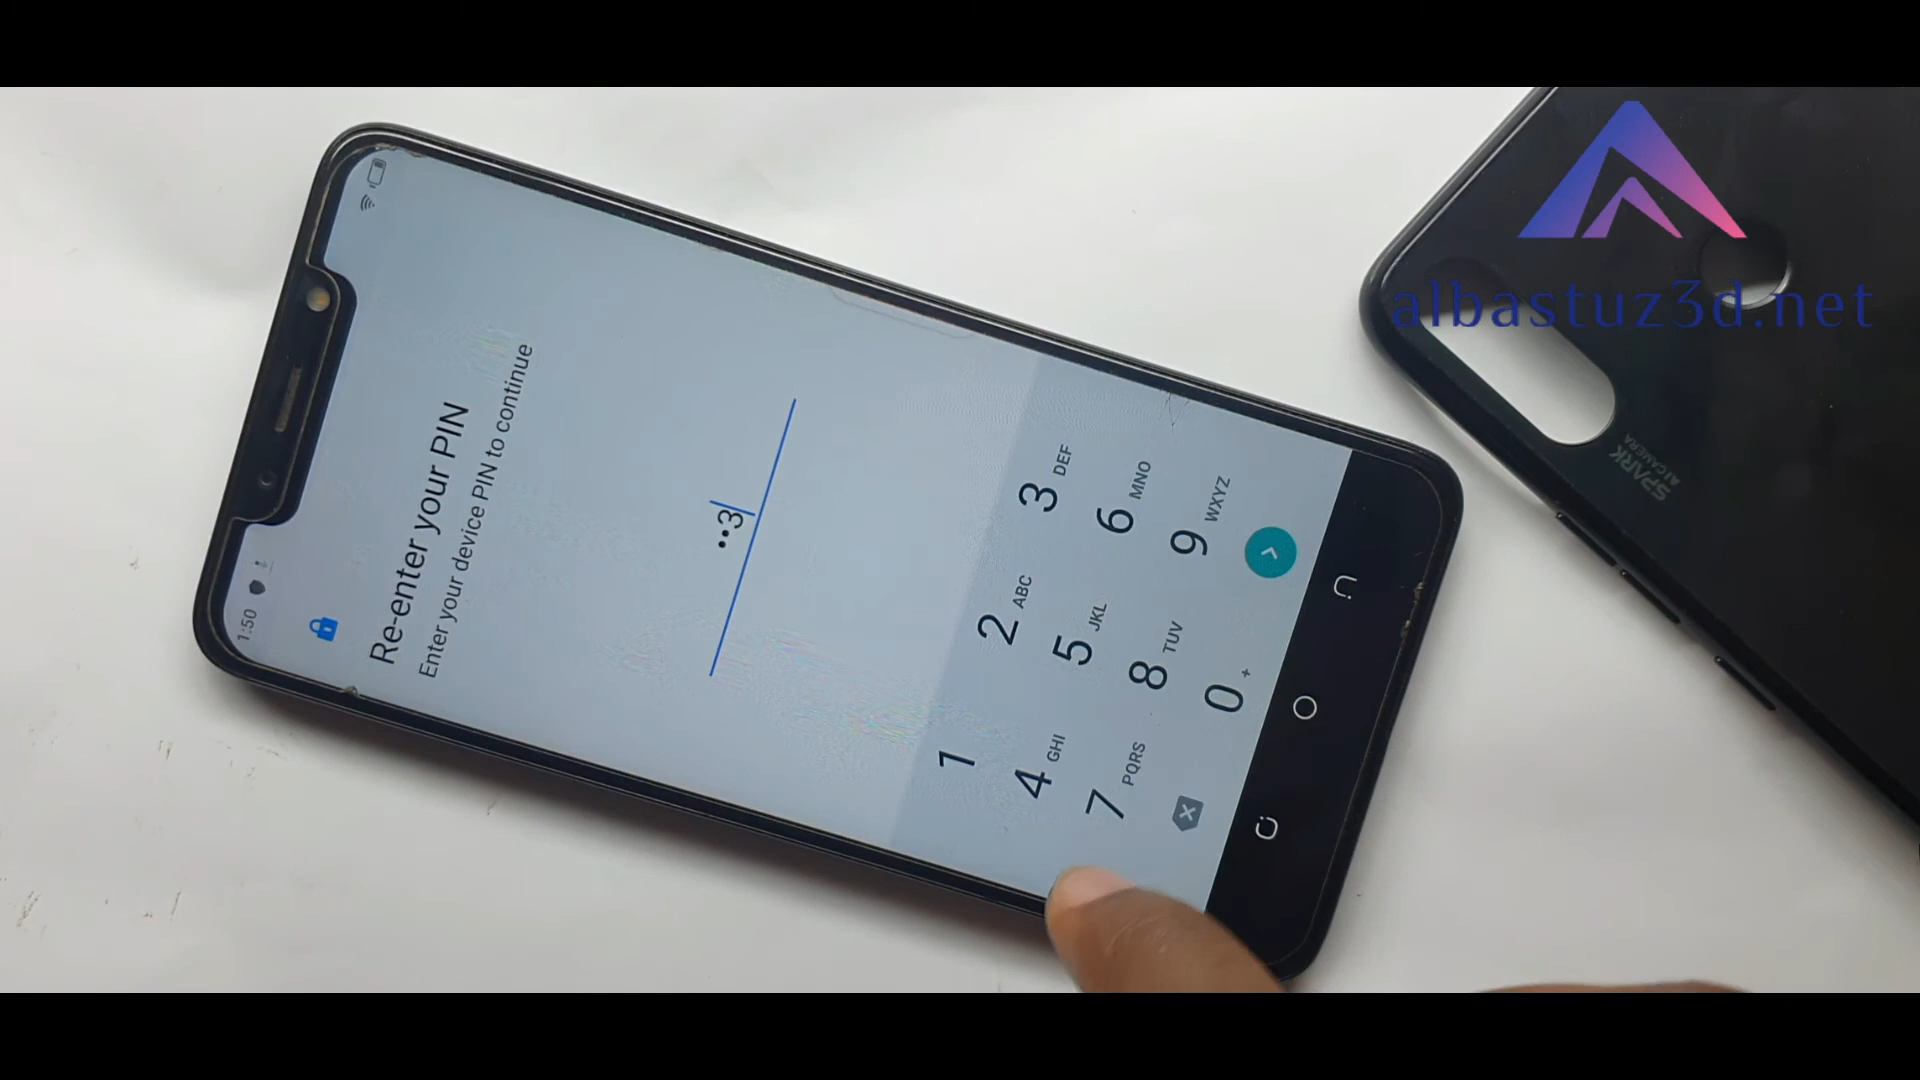 albastuz3d.net
SPARK
AI CAMERA
1:50
Re-enter your PIN
Enter your device PIN to continue
••3
1
2 ABC
3 DEF
4 GHI
5 JKL
6 MNO
7 PQRS
8 TUV
9 WXYZ
0 +